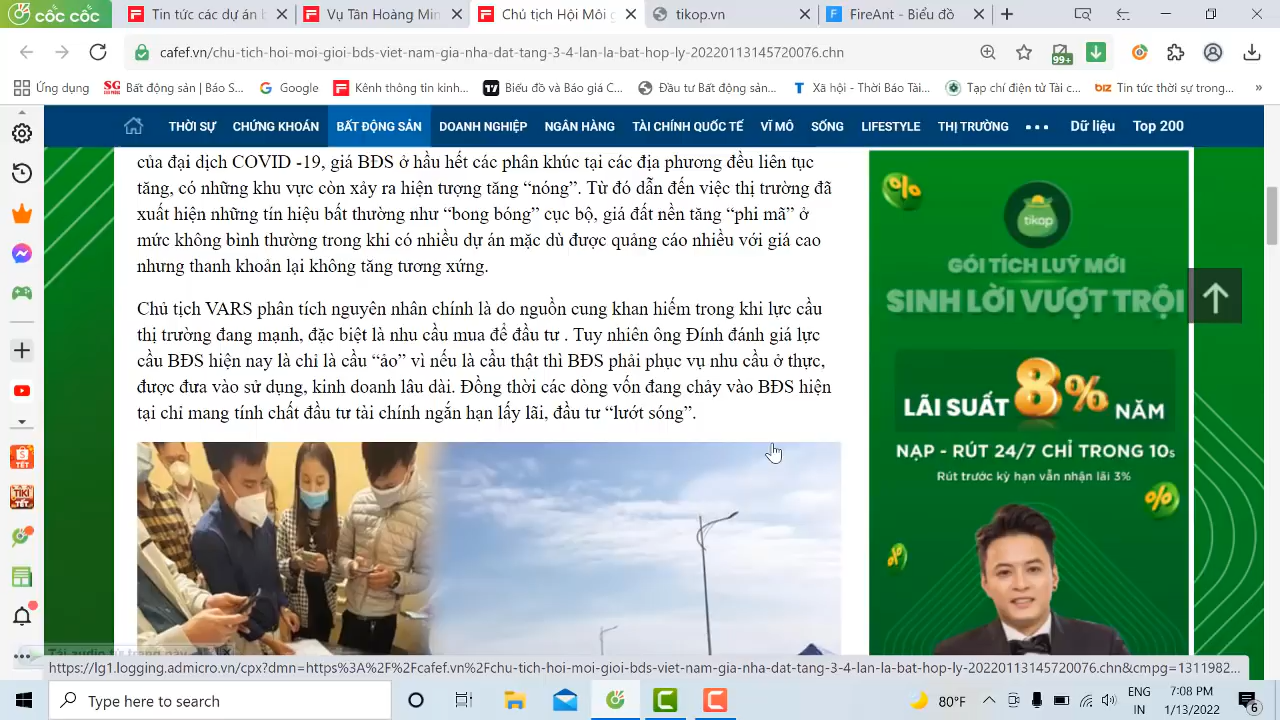 cốc cốc
Tin tức các dự án b
Vụ Tân Hoàng Min
Chủ tịch Hội Môi g
tikop.vn
FireAnt - Biểu đồ
cafef.vn/chu-tich-hoi-moi-gioi-bds-viet-nam-gia-nha-dat-tang-3-4-lan-la-bat-hop-ly-20220113145720076.chn
99+
Ứng dụng
SG
Bất động sản | Báo S...
Google
Kênh thông tin kinh...
Biểu đồ và Báo giá C...
Đầu tư Bất động sản...
Xã hội - Thời Báo Tài...
Tạp chí điện tử Tài c...
BIZ
Tin tức thời sự trong...
»
THỜI SỰ
CHỨNG KHOÁN
BẤT ĐỘNG SẢN
DOANH NGHIỆP
NGÂN HÀNG
TÀI CHÍNH QUỐC TẾ
VĨ MÔ
SỐNG
LIFESTYLE
THỊ TRƯỜNG
Dữ liệu
Top 200
của đại dịch COVID -19, giá BĐS ở hầu hết các phân khúc tại các địa phương đều liên tục
tăng, có những khu vực còn xảy ra hiện tượng tăng “nóng”. Từ đó dẫn đến việc thị trường đã
xuất hiện những tín hiệu bất thường như “bong bóng” cục bộ, giá đất nền tăng “phi mã” ở
mức không bình thường trong khi có nhiều dự án mặc dù được quảng cáo nhiều với giá cao
nhưng thanh khoản lại không tăng tương xứng.
Chủ tịch VARS phân tích nguyên nhân chính là do nguồn cung khan hiếm trong khi lực cầu
thị trường đang mạnh, đặc biệt là nhu cầu mua để đầu tư . Tuy nhiên ông Đính đánh giá lực
cầu BĐS hiện nay là chỉ là cầu “ảo” vì nếu là cầu thật thì BĐS phải phục vụ nhu cầu ở thực,
được đưa vào sử dụng, kinh doanh lâu dài. Đồng thời các dòng vốn đang chảy vào BĐS hiện
tại chỉ mang tính chất đầu tư tài chính ngắn hạn lấy lãi, đầu tư “lướt sóng”.
tikop
GÓI TÍCH LUỸ MỚI
SINH LỜI VƯỢT TRỘI
LÃI SUẤT 8% NĂM
NẠP - RÚT 24/7 CHỈ TRONG 10s
Rút trước kỳ hạn vẫn nhận lãi 3%
TẾT
TIKI
TẾT
Tải audio từ trang này
https://lg1.logging.admicro.vn/cpx?dmn=https%3A%2F%2Fcafef.vn%2Fchu-tich-hoi-moi-gioi-bds-viet-nam-gia-nha-dat-tang-3-4-lan-la-bat-hop-ly-20220113145720076.chn&cmpg=1311982...
Type here to search
80°F
ENG
IN
7:08 PM
1/13/2022
6